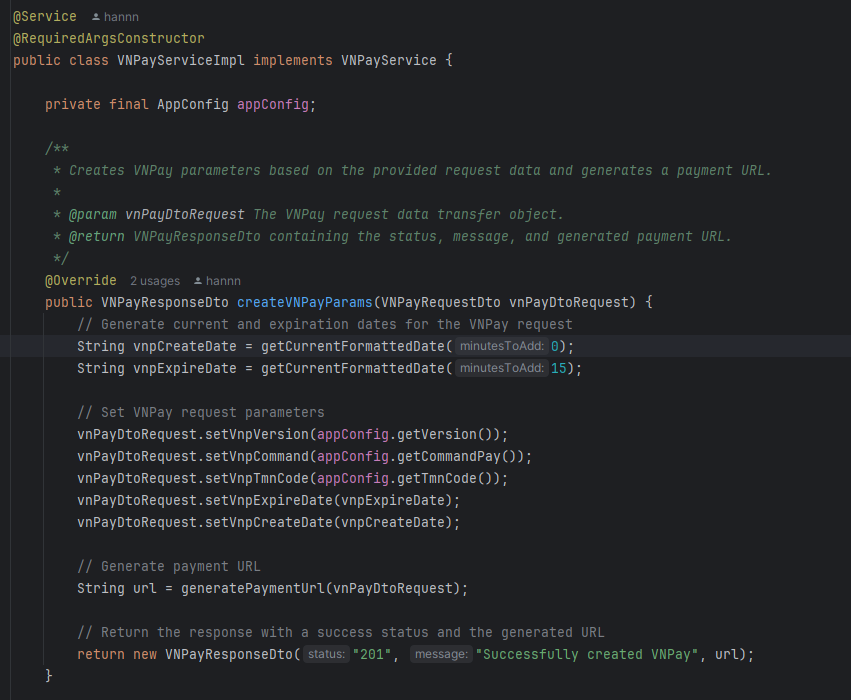 @Service hannn
@RequiredArgsConstructor
public class VNPayServiceImpl implements VNPayService {
private final AppConfig appConfig;
/**
* Creates VNPay parameters based on the provided request data and generates a payment URL.
*
* @param vnPayDtoRequest The VNPay request data transfer object.
* @return VNPayResponseDto containing the status, message, and generated payment URL.
*/
@Override 2 usages hannn
public VNPayResponseDto createVNPayParams(VNPayRequestDto vnPayDtoRequest) {
// Generate current and expiration dates for the VNPay request
String vnpCreateDate = getCurrentFormattedDate( minutesToAdd: 0);
String vnpExpireDate = getCurrentFormattedDate( minutesToAdd: 15);
// Set VNPay request parameters
vnPayDtoRequest.setVnpVersion(appConfig.getVersion());
vnPayDtoRequest.setVnpCommand(appConfig.getCommandPay());
vnPayDtoRequest.setVnpTmnCode(appConfig.getTmnCode());
vnPayDtoRequest.setVnpExpireDate(vnpExpireDate);
vnPayDtoRequest.setVnpCreateDate(vnpCreateDate);
// Generate payment URL
String url = generatePaymentUrl(vnPayDtoRequest);
// Return the response with a success status and the generated URL
return new VNPayResponseDto( status: "201", message: "Successfully created VNPay", url);
}